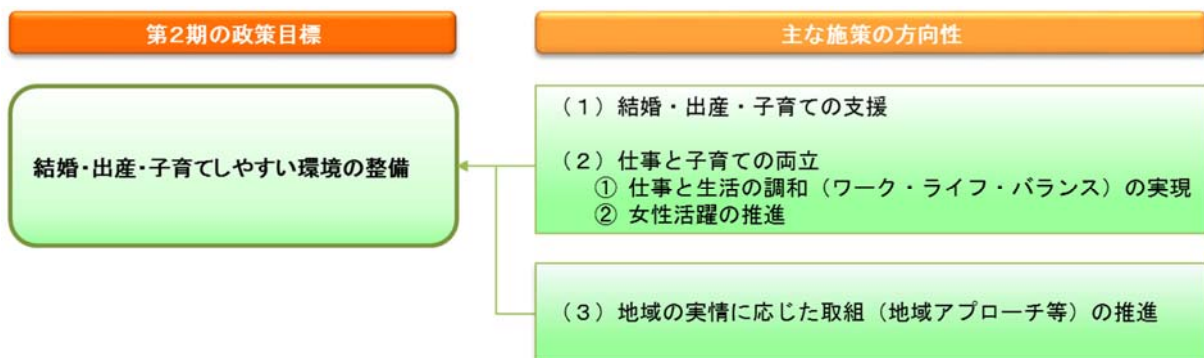 第2期の政策目標
主な施策の方向性
結婚・出産・子育てしやすい環境の整備
（1）結婚・出産・子育ての支援
（2）仕事と子育ての両立
① 仕事と生活の調和（ワーク・ライフ・バランス）の実現
② 女性活躍の推進
（3）地域の実情に応じた取組（地域アプローチ等）の推進